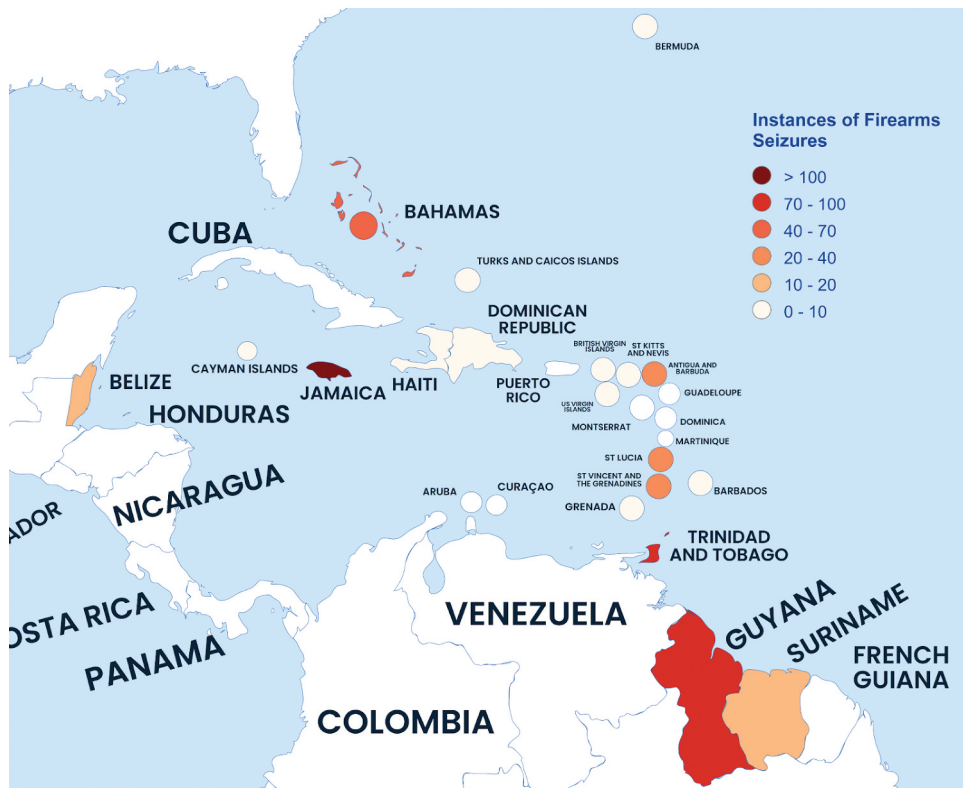 BERMUDA
Instances of Firearms
Seizures
> 100
70 - 100
40 - 70
20 - 40
10 - 20
0 - 10
BAHAMAS
CUBA
TURKS AND CAICOS ISLANDS
DOMINICAN
REPUBLIC
BRITISH VIRGIN
ISLANDS
ST KITTS
AND NEVIS
CAYMAN ISLANDS
ANTIGUA AND
BARBUDA
BELIZE
JAMAICA
HAITI
PUERTO
RICO
GUADELOUPE
US VIRGIN
ISLANDS
HONDURAS
MONTSERRAT
DOMINICA
MARTINIQUE
ST LUCIA
NICARAGUA
ST VINCENT AND
THE GRENADINES
ARUBA
CURAÇAO
BARBADOS
GRENADA
ADOR
TRINIDAD
AND TOBAGO
OSTA RICA
VENEZUELA
GUYANA
SURINAME
PANAMA
FRENCH
GUIANA
COLOMBIA